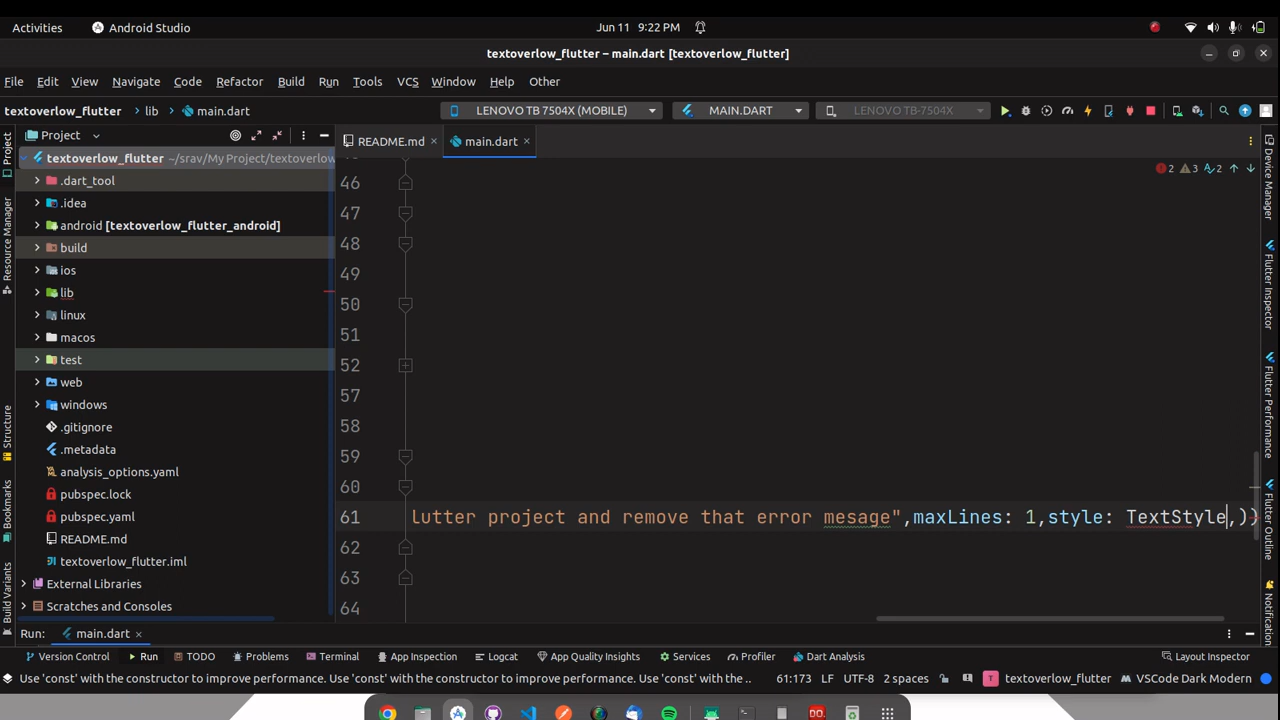 Activities Android Studio Jun 11 9:22 PM
textoverlow_flutter – main.dart [textoverlow_flutter]
File Edit View Navigate Code Refactor Build Run Tools VCS Window Help Other
textoverlow_flutter lib main.dart LENOVO TB 7504X (MOBILE) MAIN.DART LENOVO TB-7504X
Project README.md main.dart
textoverlow_flutter ~/srav/My Project/textoverlow
.dart_tool
.idea
android [textoverlow_flutter_android]
build
ios
lib
linux
macos
test
web
windows
.gitignore
.metadata
analysis_options.yaml
pubspec.lock
pubspec.yaml
README.md
textoverlow_flutter.iml
External Libraries
Scratches and Consoles
Project
Resource Manager
Structure
Bookmarks
Build Variants
2 3 2
46
47
48
49
50
51
52
57
58
59
60
61 lutter project and remove that error mesage",maxLines: 1,style: TextStyle,))
62
63
64
Device Manager
Flutter Inspector
Flutter Performance
Flutter Outline
Notification
Run: main.dart
Version Control Run TODO Problems Terminal App Inspection Logcat App Quality Insights Services Profiler Dart Analysis Layout Inspector
Use 'const' with the constructor to improve performance. Use 'const' with the constructor to improve performance. Use 'const' with the .. 61:173 LF UTF-8 2 spaces T textoverlow_flutter VSCode Dark Modern
DO.